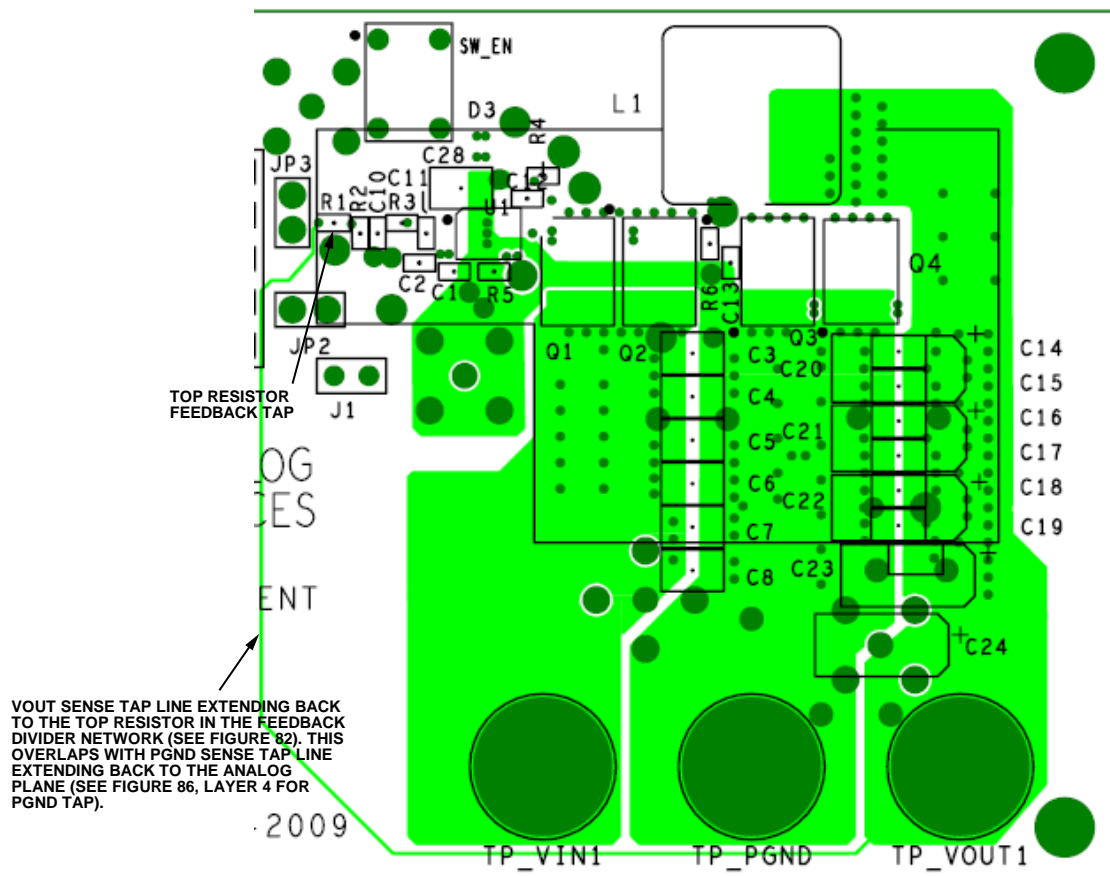 SW_EN
D3
L1
R4
C28
JP3
C11
C12
R1
R2
C10
R3
U1
Q4
C2
C1
R5
R6
C13
JP2
Q1
Q2
C3
Q3
C20
C14
C15
J1
C4
C16
C5
C21
C17
C6
C22
C18
C7
C19
C8
C23
C24
TOP RESISTOR
FEEDBACK TAP
OG
CES
ENT
VOUT SENSE TAP LINE EXTENDING BACK
TO THE TOP RESISTOR IN THE FEEDBACK
DIVIDER NETWORK (SEE FIGURE 82). THIS
OVERLAPS WITH PGND SENSE TAP LINE
EXTENDING BACK TO THE ANALOG
PLANE (SEE FIGURE 86, LAYER 4 FOR
PGND TAP).
-2009
TP_VIN1
TP_PGND
TP_VOUT1